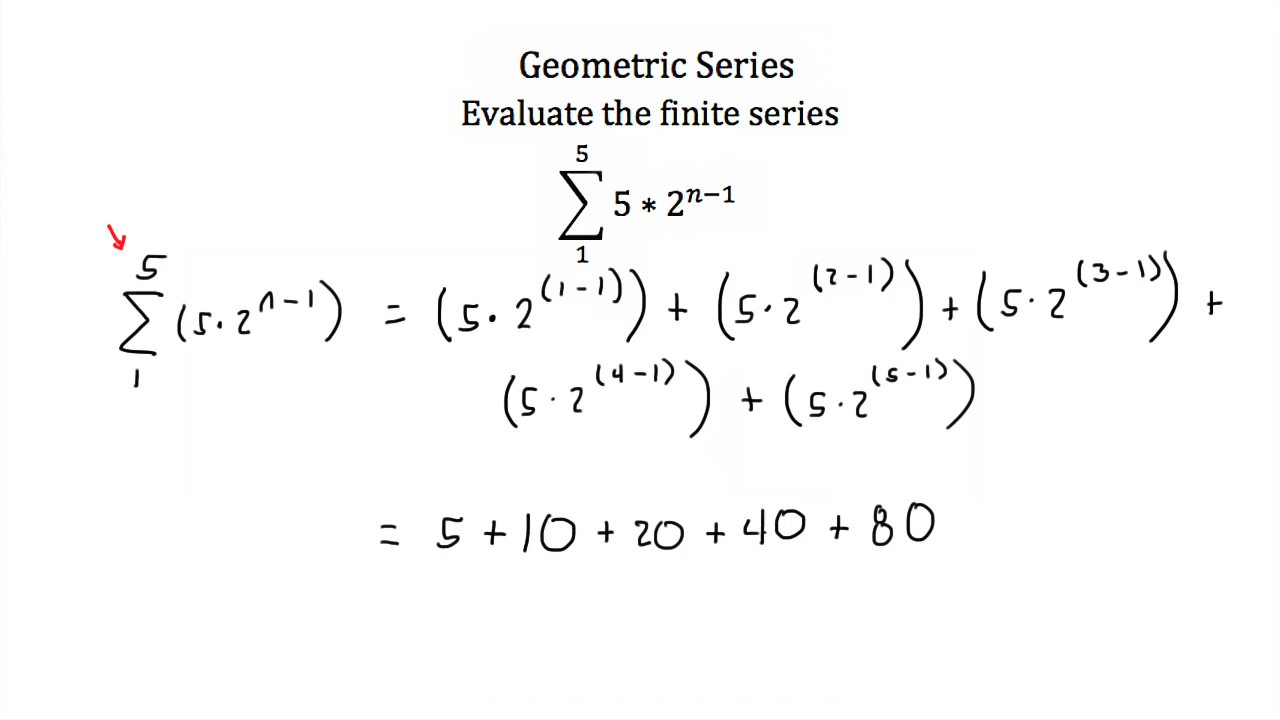 Geometric Series
Evaluate the finite series
5
∑ 5 * 2ⁿ⁻¹
1
5
∑ (5·2ⁿ⁻¹) = (5·2⁽¹⁻¹⁾) + (5·2⁽²⁻¹⁾) + (5·2⁽³⁻¹⁾) +
1
(5·2⁽⁴⁻¹⁾) + (5·2⁽⁵⁻¹⁾)
= 5 + 10 + 20 + 40 + 80